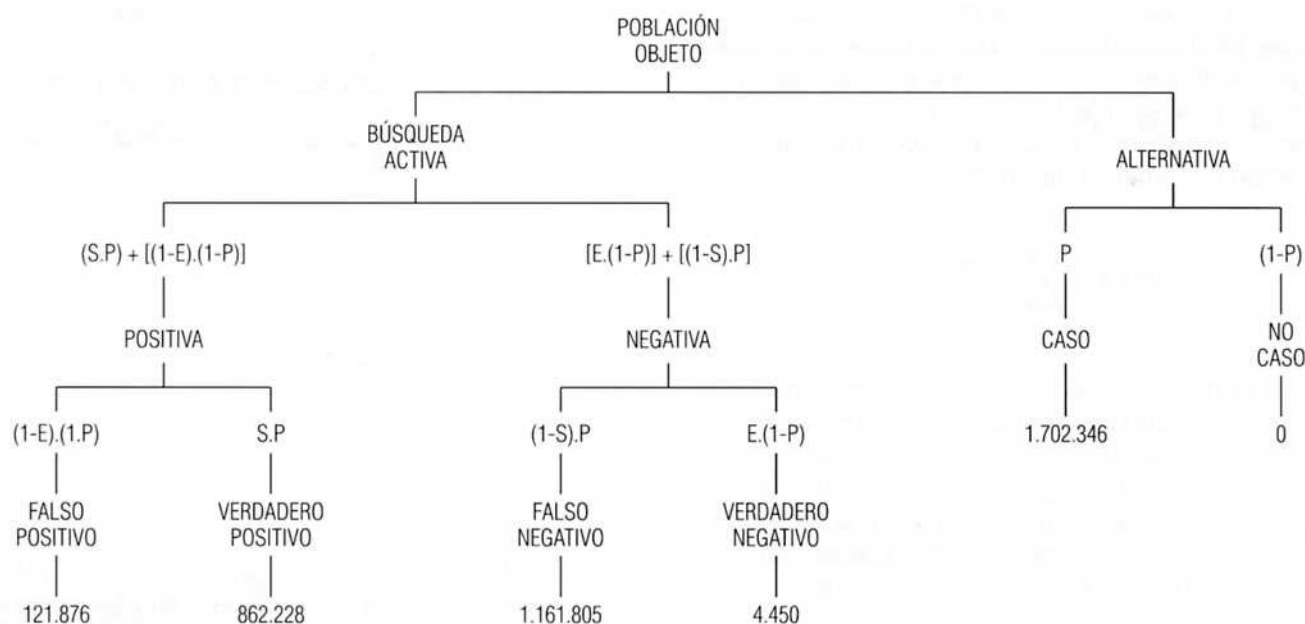 POBLACIÓN
OBJETO
BÚSQUEDA
ACTIVA
ALTERNATIVA
(S.P) + [(1-E).(1-P)]
[E.(1-P)] + [(1-S).P]
P
(1-P)
POSITIVA
NEGATIVA
CASO
NO
CASO
(1-E).(1.P)
S.P
(1-S).P
E.(1-P)
1.702.346
0
FALSO
POSITIVO
VERDADERO
POSITIVO
FALSO
NEGATIVO
VERDADERO
NEGATIVO
121.876
862.228
1.161.805
4.450